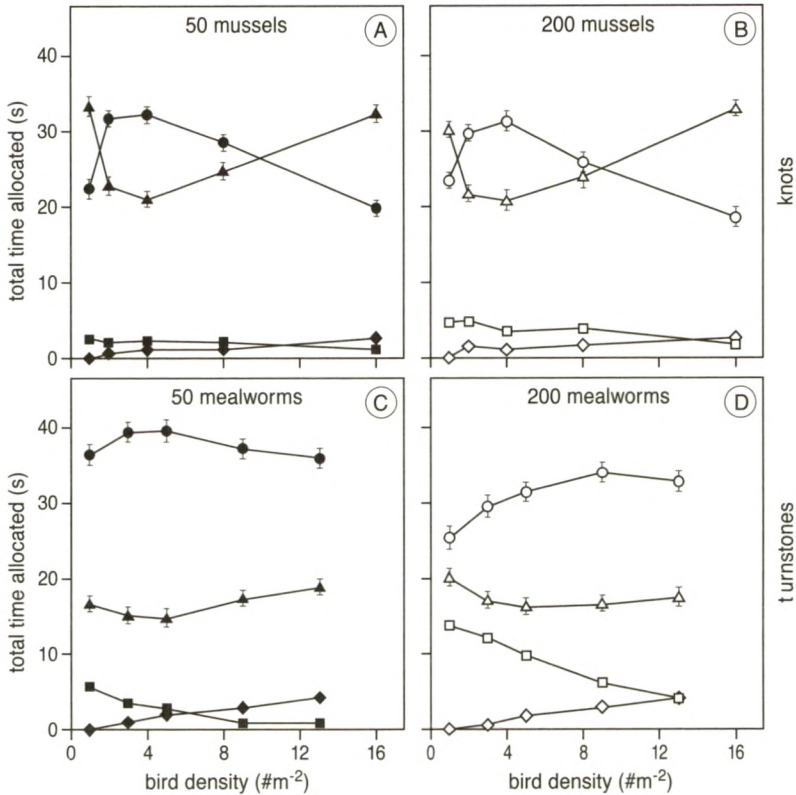 50 mussels
A
200 mussels
B
40
30
20
10
0
total time allocated (s)
knots
50 mealworms
C
200 mealworms
D
40
30
20
10
0
total time allocated (s)
t urnstones
0 4 8 12 16
0 4 8 12 16
bird density (#m⁻²)
bird density (#m⁻²)